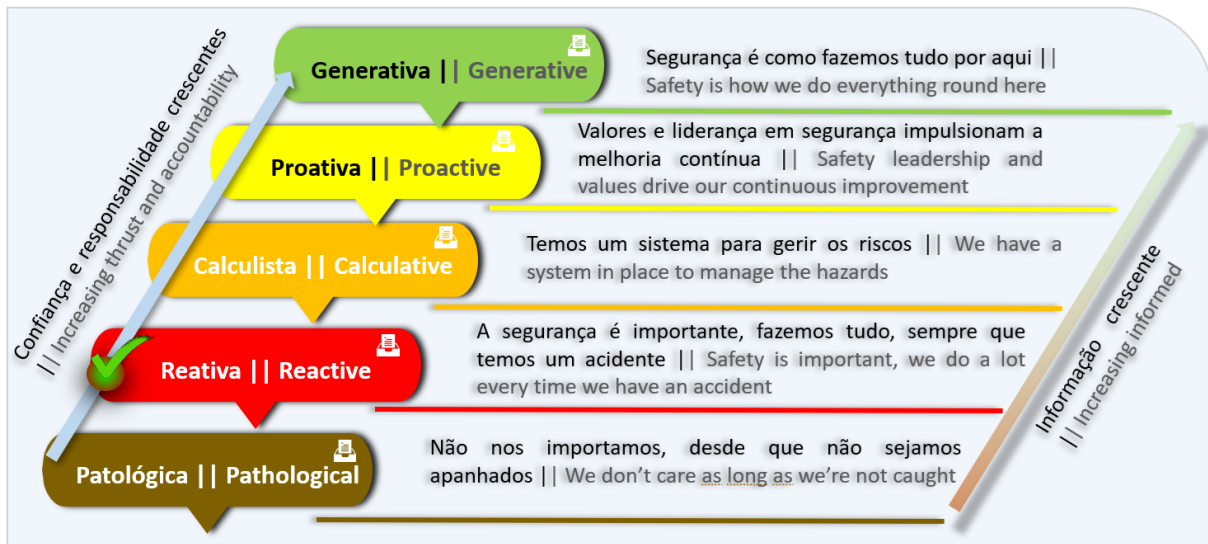 Confiança e responsabilidade crescentes
|| Increasing thrust and accountability
Generativa || Generative
Segurança é como fazemos tudo por aqui ||
Safety is how we do everything round here
Proativa || Proactive
Valores e liderança em segurança impulsionam a
melhoria contínua || Safety leadership and
values drive our continuous improvement
Calculista || Calculative
Temos um sistema para gerir os riscos || We have a
system in place to manage the hazards
Reativa || Reactive
A segurança é importante, fazemos tudo, sempre que
temos um acidente || Safety is important, we do a lot
every time we have an accident
Patológica || Pathological
Não nos importamos, desde que não sejamos
apanhados || We don't care as long as we're not caught
Informação crescente
|| Increasing informed